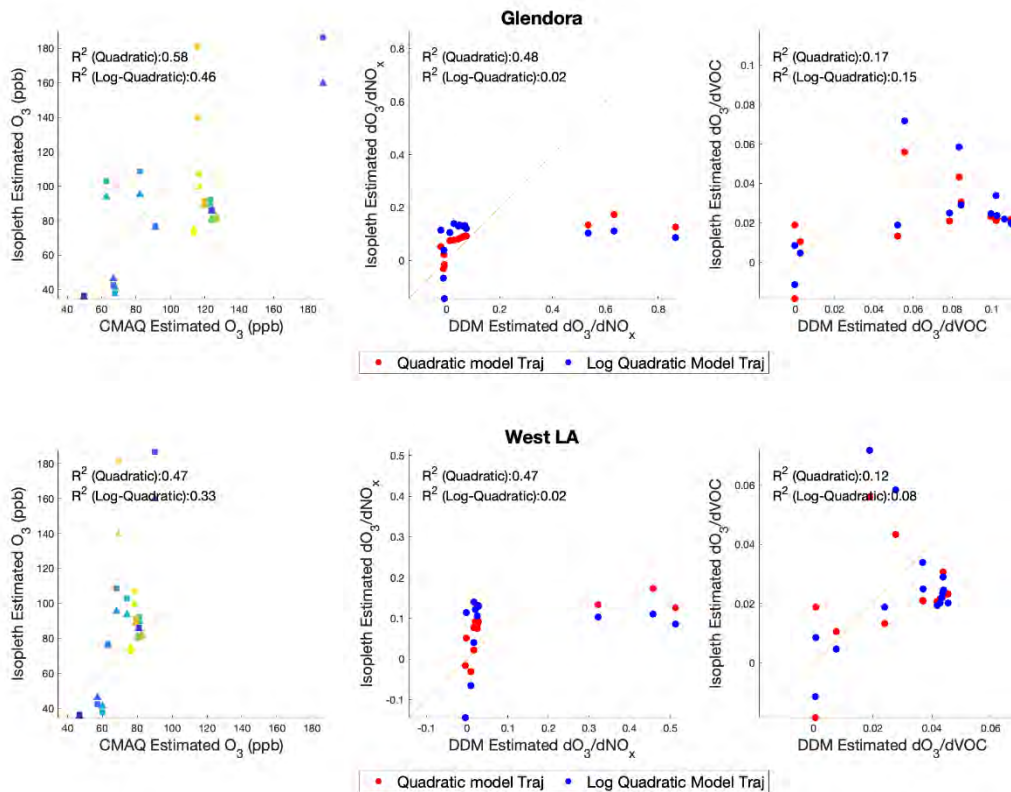 Glendora
R² (Quadratic):0.58
R² (Log-Quadratic):0.46
Isopleth Estimated O₃ (ppb)
180
160
140
120
100
80
60
40
40 60 80 100 120 140 160 180
CMAQ Estimated O₃ (ppb)
R² (Quadratic):0.48
R² (Log-Quadratic):0.02
Isopleth Estimated dO₃/dNOₓ
0.8
0.6
0.4
0.2
0
0 0.2 0.4 0.6 0.8
DDM Estimated dO₃/dNOₓ
R² (Quadratic):0.17
R² (Log-Quadratic):0.15
Isopleth Estimated dO₃/dVOC
0.1
0.08
0.06
0.04
0.02
0
0 0.02 0.04 0.06 0.08 0.1
DDM Estimated dO₃/dVOC
Quadratic model Traj Log Quadratic Model Traj
West LA
R² (Quadratic):0.47
R² (Log-Quadratic):0.33
Isopleth Estimated O₃ (ppb)
180
160
140
120
100
80
60
40
40 60 80 100 120 140 160 180
CMAQ Estimated O₃ (ppb)
R² (Quadratic):0.47
R² (Log-Quadratic):0.02
Isopleth Estimated dO₃/dNOₓ
0.5
0.4
0.3
0.2
0.1
0
-0.1
-0.1 0 0.1 0.2 0.3 0.4 0.5
DDM Estimated dO₃/dNOₓ
R² (Quadratic):0.12
R² (Log-Quadratic):0.08
Isopleth Estimated dO₃/dVOC
0.06
0.04
0.02
0
0 0.02 0.04 0.06
DDM Estimated dO₃/dVOC
Quadratic model Traj Log Quadratic Model Traj